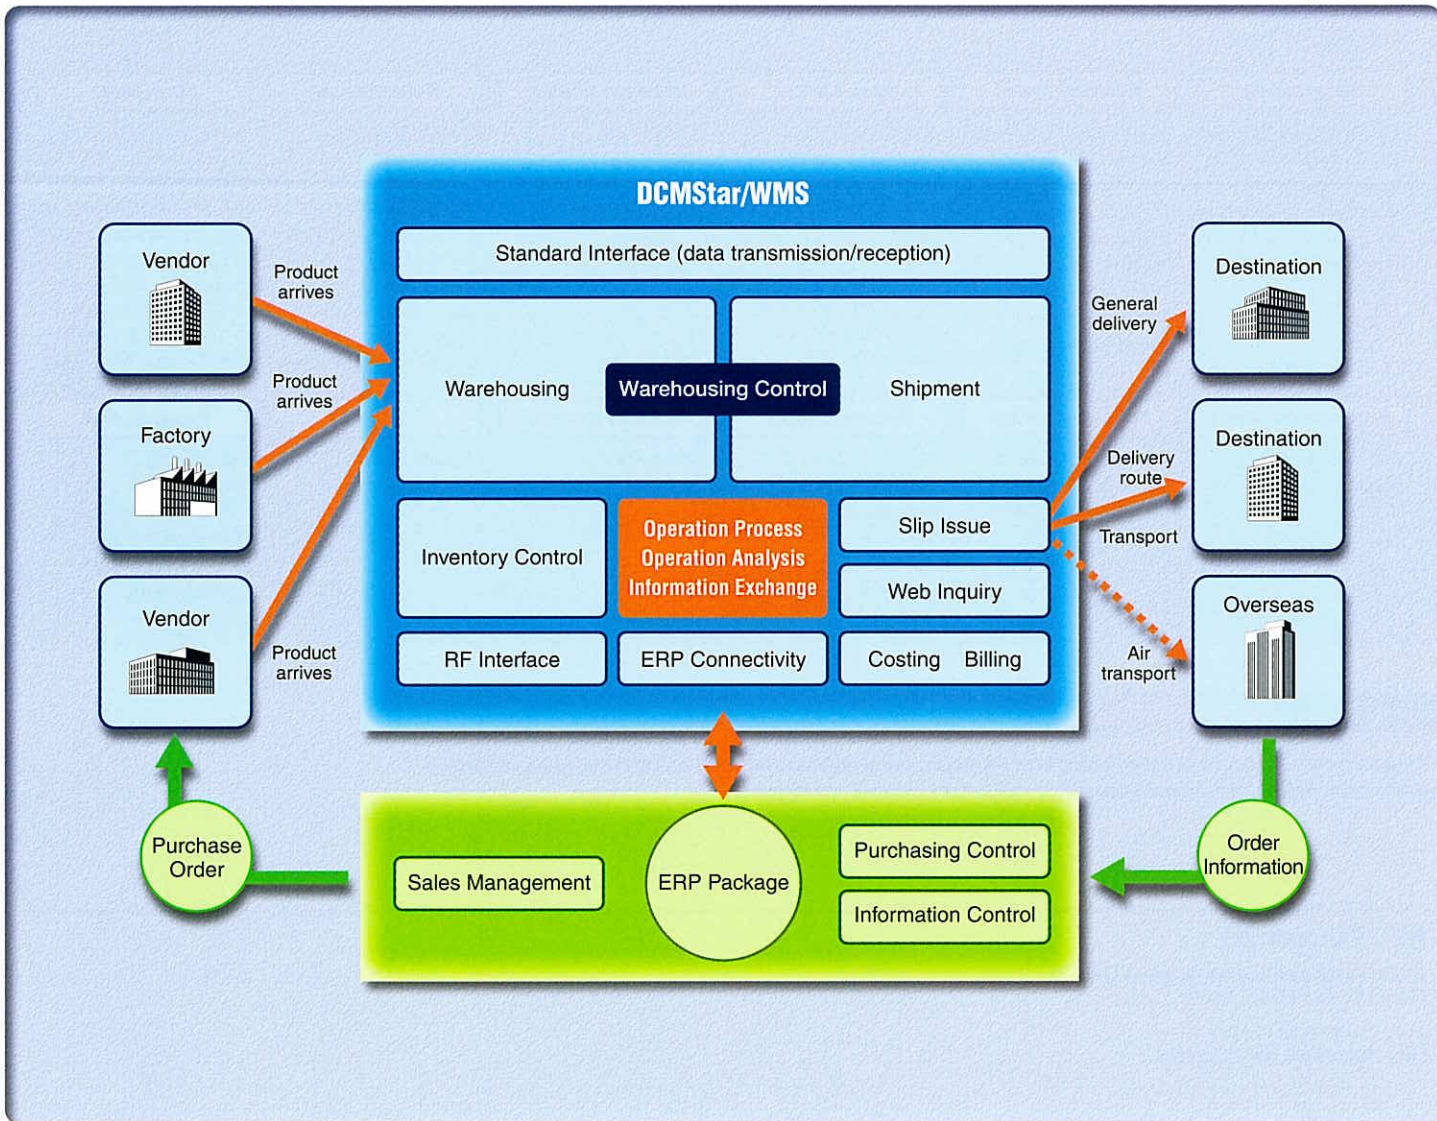 DCMStar/WMS
Standard Interface (data transmission/reception)
Vendor
Product
arrives
Factory
Product
arrives
Vendor
Product
arrives
Warehousing
Warehousing Control
Shipment
Inventory Control
Operation Process
Operation Analysis
Information Exchange
Slip Issue
Web Inquiry
RF Interface
ERP Connectivity
Costing Billing
General
delivery
Destination
Delivery
route
Transport
Destination
Air
transport
Overseas
Purchase
Order
Sales Management
ERP Package
Purchasing Control
Information Control
Order
Information